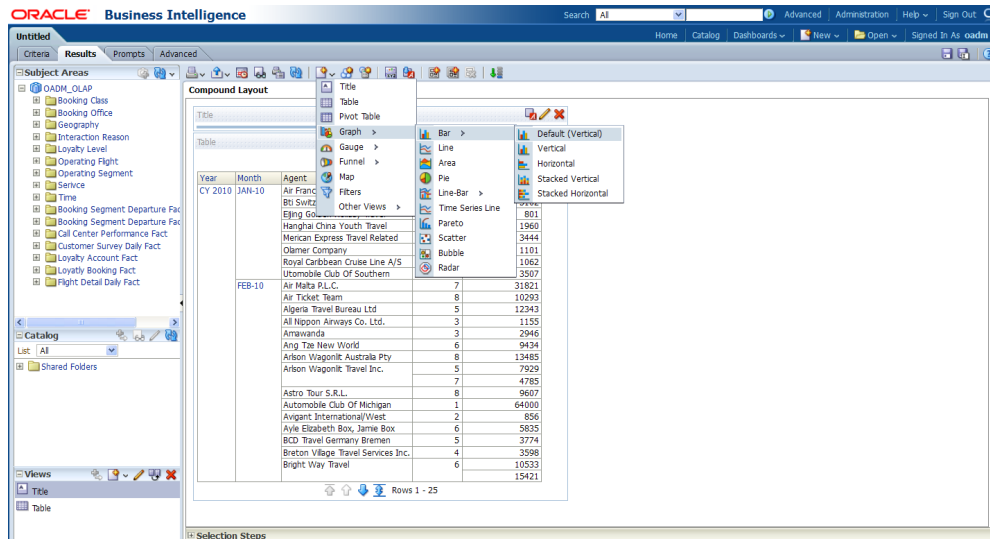 ORACLE Business Intelligence
Search All Advanced Administration Help Sign Out
Untitled
Home Catalog Dashboards New Open Signed In As oadm
Criteria Results Prompts Advanced
Subject Areas
OADM_OLAP
Booking Class
Booking Office
Geography
Interaction Reason
Loyalty Level
Operating Flight
Operating Segment
Serivce
Time
Booking Segment Departure Fac
Booking Segment Departure Fac
Call Center Performance Fact
Customer Survey Daily Fact
Loyalty Account Fact
Loyatly Booking Fact
Flight Detail Daily Fact
Catalog
List All
Shared Folders
Views
Title
Table
Compound Layout
Title
Table
Title
Table
Pivot Table
Graph
Gauge
Funnel
Map
Filters
Other Views
Bar
Line
Area
Pie
Line-Bar
Time Series Line
Pareto
Scatter
Bubble
Radar
Default (Vertical)
Vertical
Horizontal
Stacked Vertical
Stacked Horizontal
Year Month Agent
CY 2010 JAN-10 Air Franc
Bti Switz
801
Hanghai China Youth Travel 1960
Merican Express Travel Related 3444
Olamer Company 1101
Royal Caribbean Cruise Line A/S 1062
Utomobile Club Of Southern 3507
FEB-10 Air Malta P.L.C. 7 31821
Air Ticket Team 8 10293
Algeria Travel Bureau Ltd 5 12343
All Nippon Airways Co. Ltd. 3 1155
Amawanda 4 2946
Ang Tze New World 6 9434
Arlson Wagonlit Australia Pty 8 13485
Arlson Wagonlit Travel Inc. 5 7929
7 4785
Astro Tour S.R.L. 8 9607
Automobile Club Of Michigan 1 64000
Avigant International/West 2 856
Ayle Elizabeth Box, Jamie Box 6 5835
BCD Travel Germany Bremen 5 3774
Breton Village Travel Services Inc. 4 3598
Bright Way Travel 6 10533
15421
Rows 1 - 25
Selection Steps